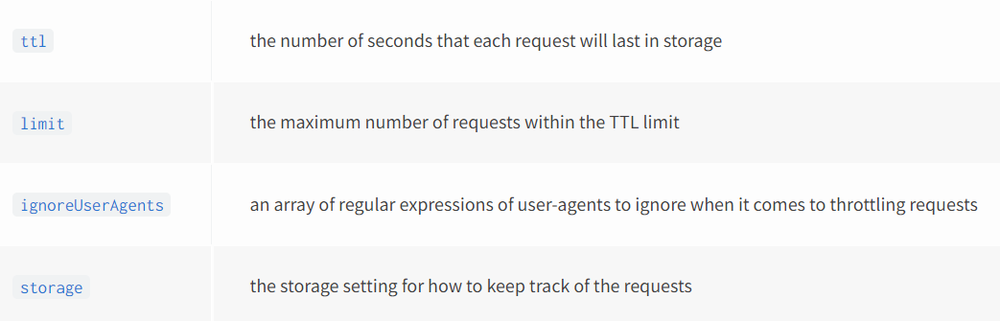 ttl the number of seconds that each request will last in storage
limit the maximum number of requests within the TTL limit
ignoreUserAgents an array of regular expressions of user-agents to ignore when it comes to throttling requests
storage the storage setting for how to keep track of the requests